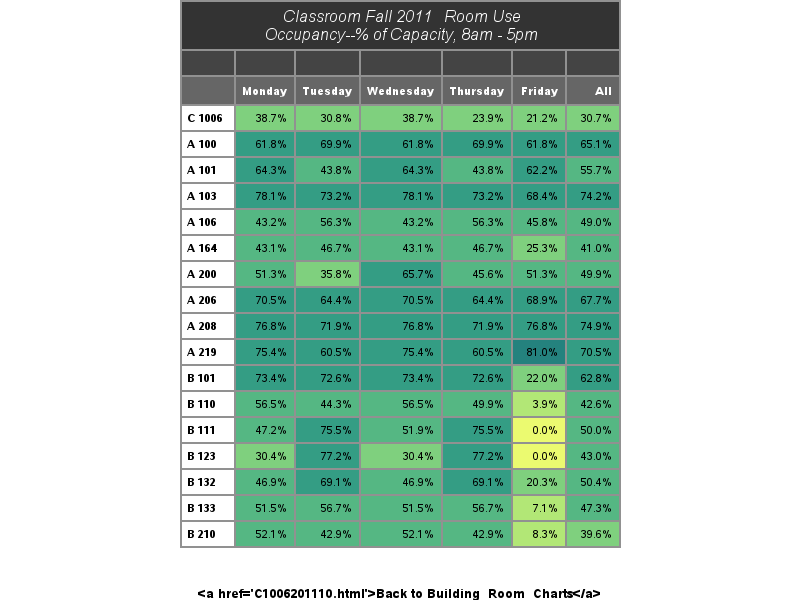 Classroom Fall 2011 Room Use
Occupancy--% of Capacity, 8am - 5pm
Monday Tuesday Wednesday Thursday Friday All
C 1006 38.7% 30.8% 38.7% 23.9% 21.2% 30.7%
A 100 61.8% 69.9% 61.8% 69.9% 61.8% 65.1%
A 101 64.3% 43.8% 64.3% 43.8% 62.2% 55.7%
A 103 78.1% 73.2% 78.1% 73.2% 68.4% 74.2%
A 106 43.2% 56.3% 43.2% 56.3% 45.8% 49.0%
A 164 43.1% 46.7% 43.1% 46.7% 25.3% 41.0%
A 200 51.3% 35.8% 65.7% 45.6% 51.3% 49.9%
A 206 70.5% 64.4% 70.5% 64.4% 68.9% 67.7%
A 208 76.8% 71.9% 76.8% 71.9% 76.8% 74.9%
A 219 75.4% 60.5% 75.4% 60.5% 81.0% 70.5%
B 101 73.4% 72.6% 73.4% 72.6% 22.0% 62.8%
B 110 56.5% 44.3% 56.5% 49.9% 3.9% 42.6%
B 111 47.2% 75.5% 51.9% 75.5% 0.0% 50.0%
B 123 30.4% 77.2% 30.4% 77.2% 0.0% 43.0%
B 132 46.9% 69.1% 46.9% 69.1% 20.3% 50.4%
B 133 51.5% 56.7% 51.5% 56.7% 7.1% 47.3%
B 210 52.1% 42.9% 52.1% 42.9% 8.3% 39.6%
<a href='C1006201110.html'>Back to Building Room Charts</a>